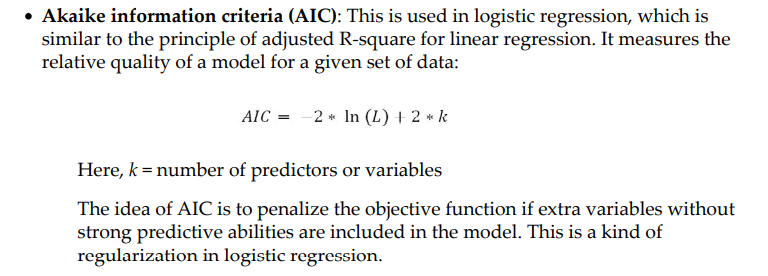 • Akaike information criteria (AIC): This is used in logistic regression, which is
similar to the principle of adjusted R-square for linear regression. It measures the
relative quality of a model for a given set of data:
AIC = −2 * ln (L) + 2 * k
Here, k = number of predictors or variables
The idea of AIC is to penalize the objective function if extra variables without
strong predictive abilities are included in the model. This is a kind of
regularization in logistic regression.